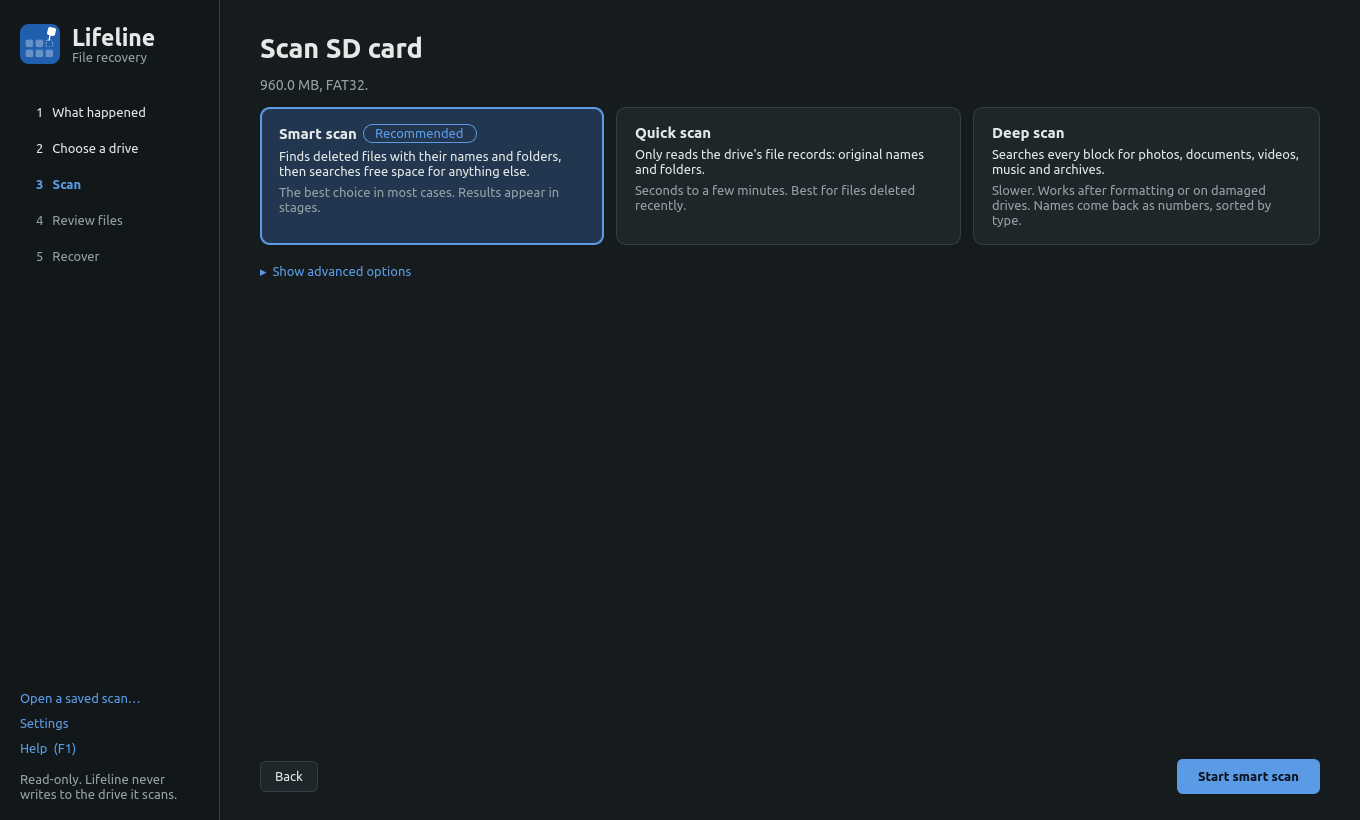 Lifeline
File recovery
1 What happened
2 Choose a drive
3 Scan
4 Review files
5 Recover
Open a saved scan…
Settings
Help (F1)
Read-only. Lifeline never
writes to the drive it scans.
Scan SD card
960.0 MB, FAT32.
Smart scan Recommended
Finds deleted files with their names and folders,
then searches free space for anything else.
The best choice in most cases. Results appear in
stages.
Quick scan
Only reads the drive's file records: original names
and folders.
Seconds to a few minutes. Best for files deleted
recently.
Deep scan
Searches every block for photos, documents, videos,
music and archives.
Slower. Works after formatting or on damaged
drives. Names come back as numbers, sorted by
type.
▸ Show advanced options
Back
Start smart scan